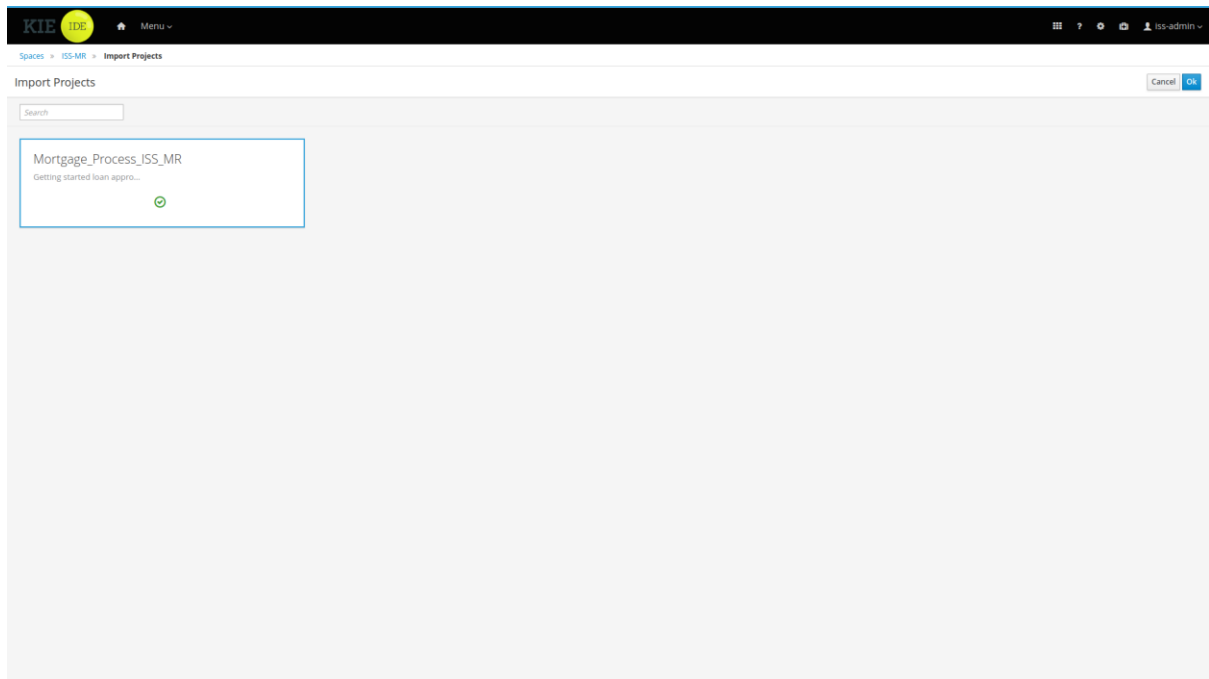 KIE IDE Menu ? iss-admin
Spaces » ISS-MR » Import Projects
Import Projects Cancel Ok
Search
Mortgage_Process_ISS_MR
Getting started loan appro...